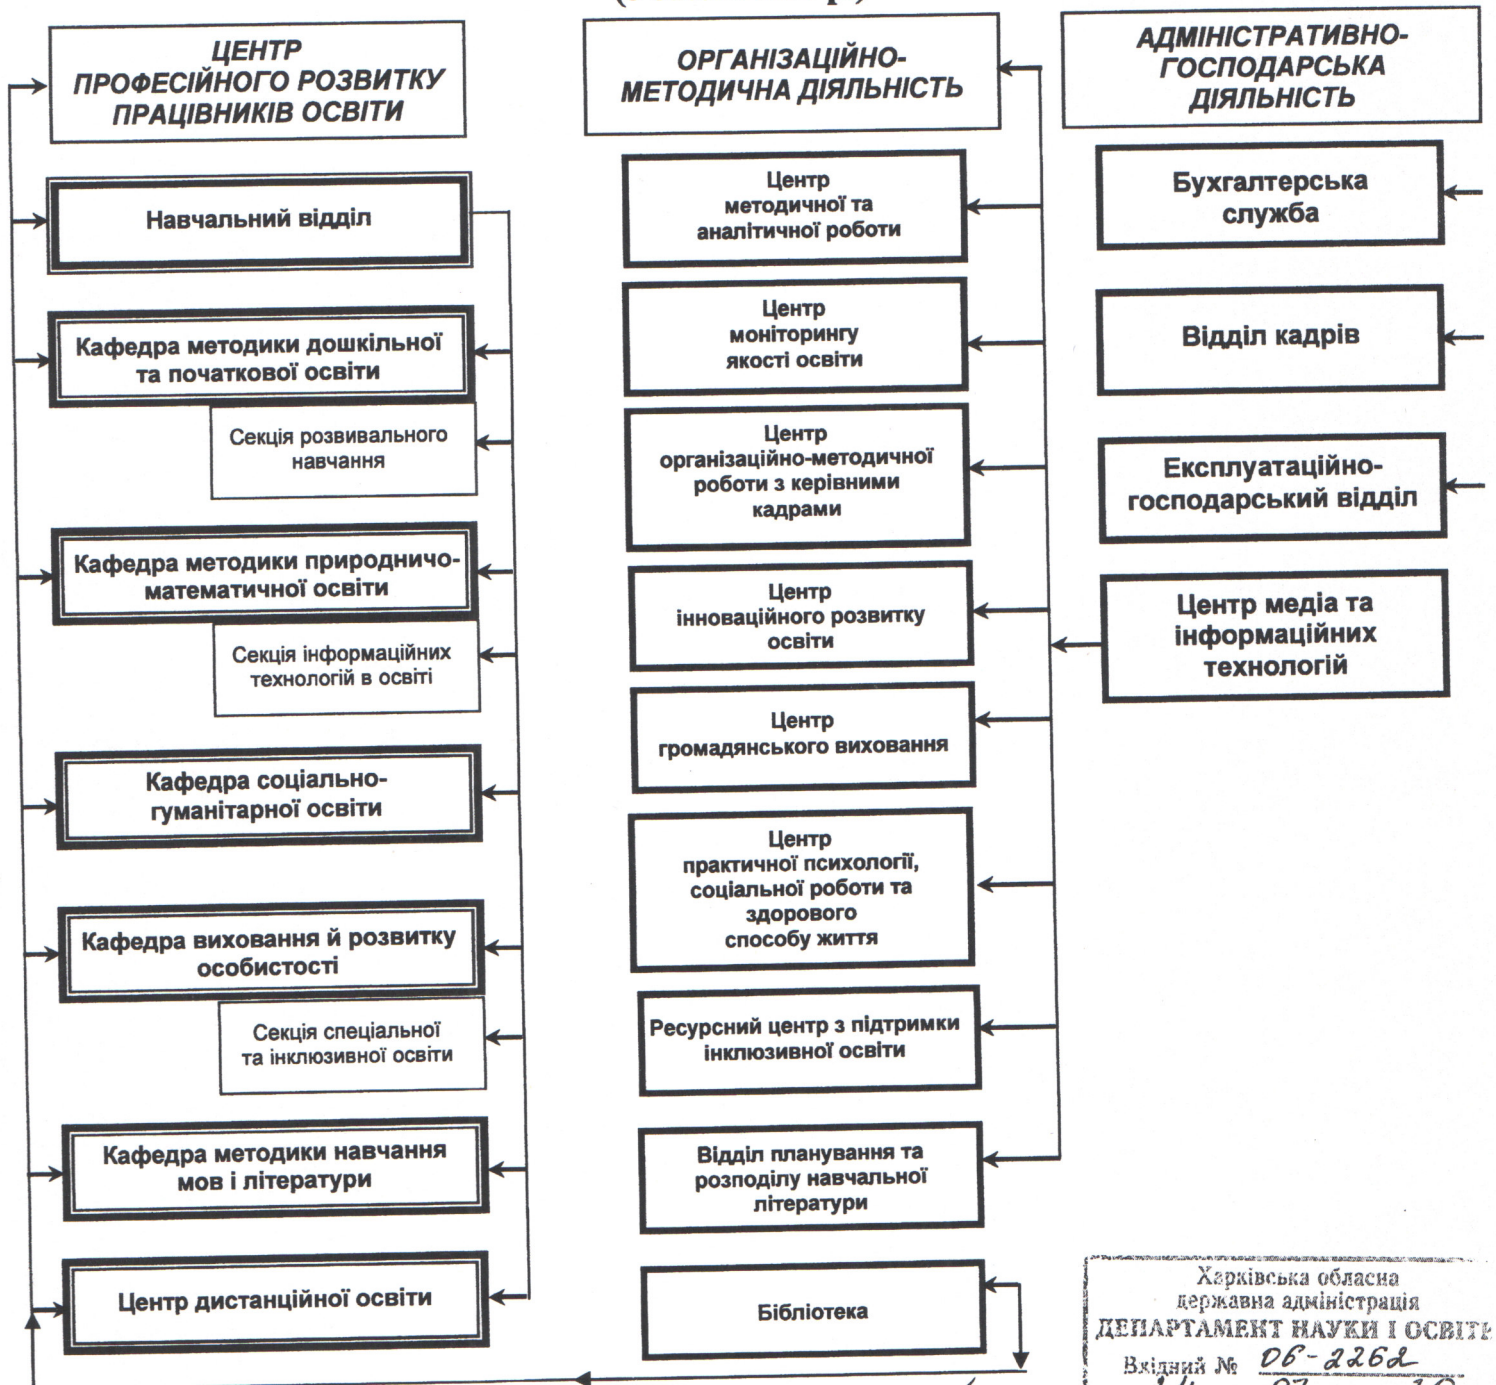 ЦЕНТР
ПРОФЕСІЙНОГО РОЗВИТКУ
ПРАЦІВНИКІВ ОСВІТИ
Навчальний відділ
Кафедра методики дошкільної
та початкової освіти
Секція розвивального
навчання
Кафедра методики природничо-
математичної освіти
Секція інформаційних
технологій в освіті
Кафедра соціально-
гуманітарної освіти
Кафедра виховання й розвитку
особистості
Секція спеціальної
та інклюзивної освіти
Кафедра методики навчання
мов і літератури
Центр дистанційної освіти
ОРГАНІЗАЦІЙНО-
МЕТОДИЧНА ДІЯЛЬНІСТЬ
Центр
методичної та
аналітичної роботи
Центр
моніторингу
якості освіти
Центр
організаційно-методичної
роботи з керівними
кадрами
Центр
інноваційного розвитку
освіти
Центр
громадянського виховання
Центр
практичної психології,
соціальної роботи та
здорового
способу життя
Ресурсний центр з підтримки
інклюзивної освіти
Відділ планування та
розподілу навчальної
літератури
Бібліотека
АДМІНІСТРАТИВНО-
ГОСПОДАРСЬКА
ДІЯЛЬНІСТЬ
Бухгалтерська
служба
Відділ кадрів
Експлуатаційно-
господарський відділ
Центр медіа та
інформаційних
технологій
Харківська обласна
державна адміністрація
ДЕПАРТАМЕНТ НАУКИ І ОСВІТИ
Вхідний № 06-2262